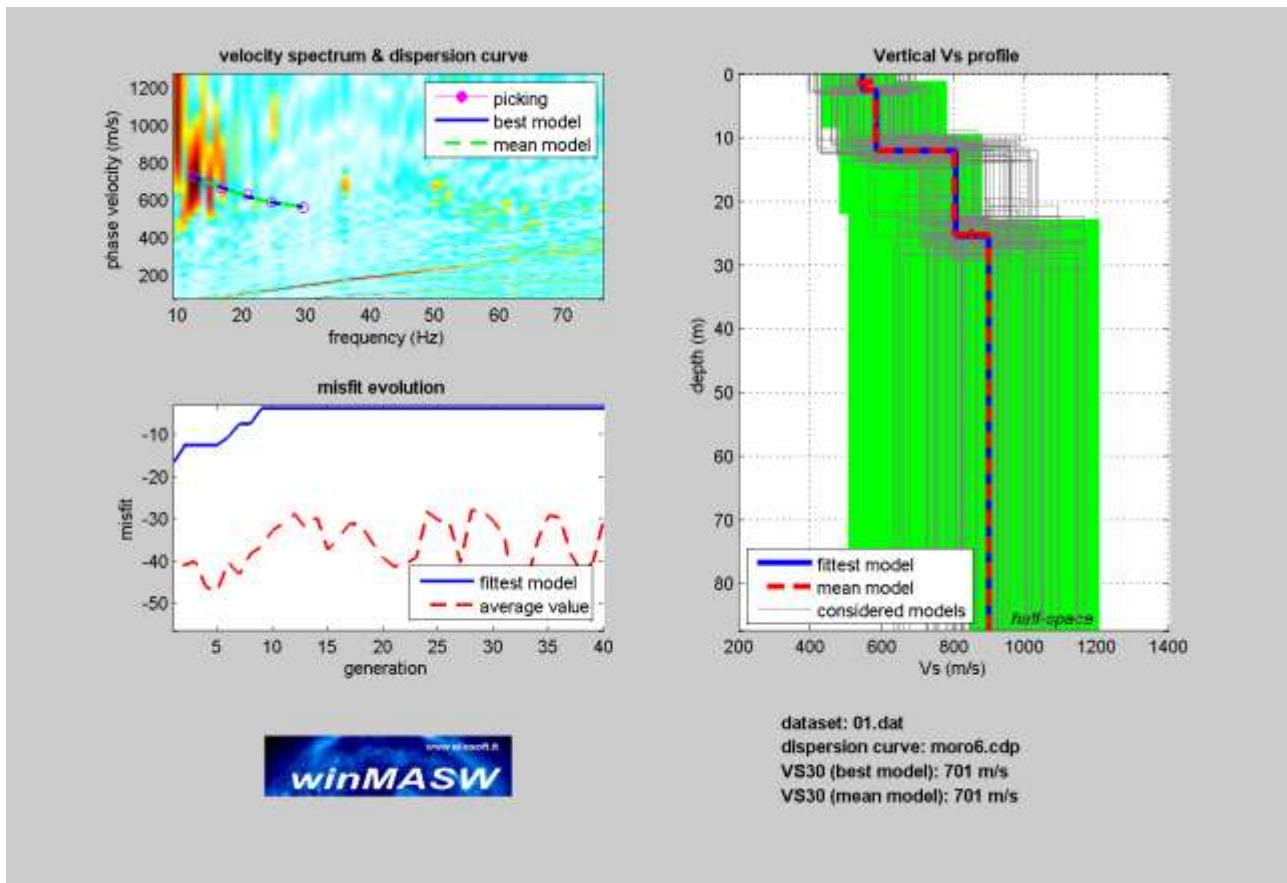 velocity spectrum & dispersion curve
1200
1000
800
600
400
200
phase velocity (m/s)
picking
best model
mean model
10 20 30 40 50 60 70
frequency (Hz)
misfit evolution
-10
-20
-30
-40
-50
misfit
fittest model
average value
5 10 15 20 25 30 35 40
generation
www.eliosoft.it
winMASW
Vertical Vs profile
0
10
20
30
40
50
60
70
80
depth (m)
fittest model
mean model
considered models
half-space
200 400 600 800 1000 1200 1400
Vs (m/s)
dataset: 01.dat
dispersion curve: moro6.cdp
VS30 (best model): 701 m/s
VS30 (mean model): 701 m/s